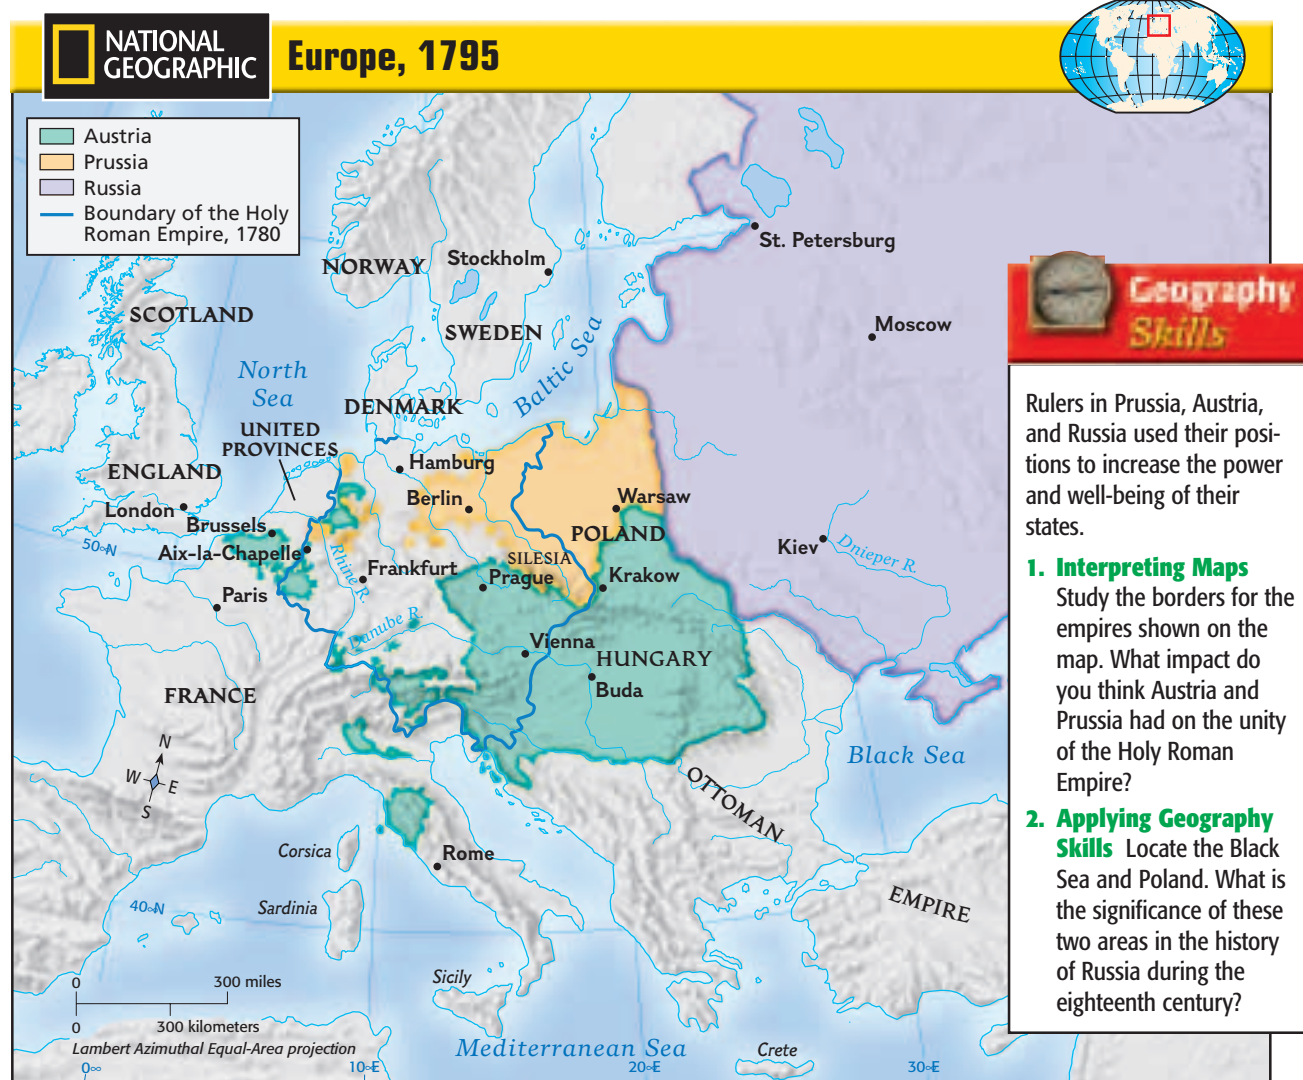 NATIONAL
GEOGRAPHIC
Europe, 1795
Austria
Prussia
Russia
Boundary of the Holy
Roman Empire, 1780
St. Petersburg
NORWAY
Stockholm
SCOTLAND
SWEDEN
Moscow
North
Sea
Baltic Sea
DENMARK
UNITED
PROVINCES
ENGLAND
Hamburg
London
Berlin
Warsaw
Brussels
POLAND
50°N
Aix-la-Chapelle
SILESIA
Kiev
Dnieper R.
Rhine R.
Frankfurt
Prague
Krakow
Paris
Danube R.
Vienna
HUNGARY
Buda
FRANCE
N
W
E
S
Black Sea
OTTOMAN
EMPIRE
Corsica
Rome
Sardinia
40°N
Sicily
0
300 miles
0
300 kilometers
Lambert Azimuthal Equal-Area projection
Mediterranean Sea
Crete
0°
10°E
20°E
30°E
Geography
Skills
Rulers in Prussia, Austria,
and Russia used their posi-
tions to increase the power
and well-being of their
states.
1. Interpreting Maps
Study the borders for the
empires shown on the
map. What impact do
you think Austria and
Prussia had on the unity
of the Holy Roman
Empire?
2. Applying Geography
Skills Locate the Black
Sea and Poland. What is
the significance of these
two areas in the history
of Russia during the
eighteenth century?